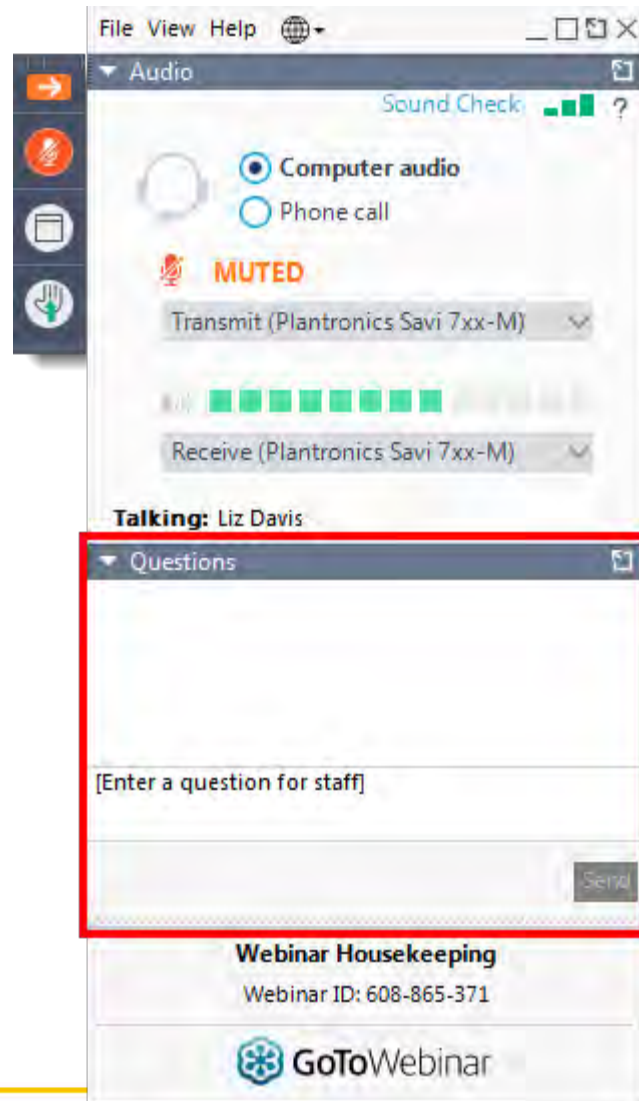 File View Help
Audio
Sound Check ?
Computer audio
Phone call
MUTED
Transmit (Plantronics Savi 7xx-M)
Receive (Plantronics Savi 7xx-M)
Talking: Liz Davis
Questions
[Enter a question for staff]
Send
Webinar Housekeeping
Webinar ID: 608-865-371
GoToWebinar